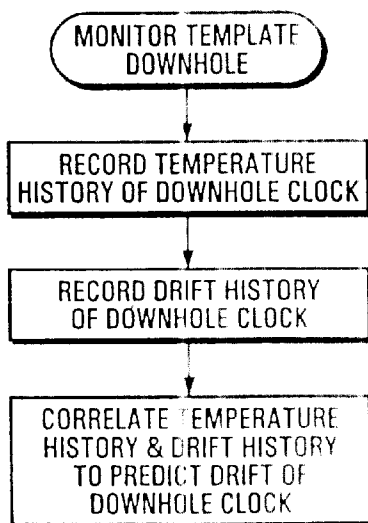 MONITOR TEMPLATE
DOWNHOLE
RECORD TEMPERATURE
HISTORY OF DOWNHOLE CLOCK
RECORD DRIFT HISTORY
OF DOWNHOLE CLOCK
CORRELATE TEMPERATURE
HISTORY & DRIFT HISTORY
TO PREDICT DRIFT OF
DOWNHOLE CLOCK